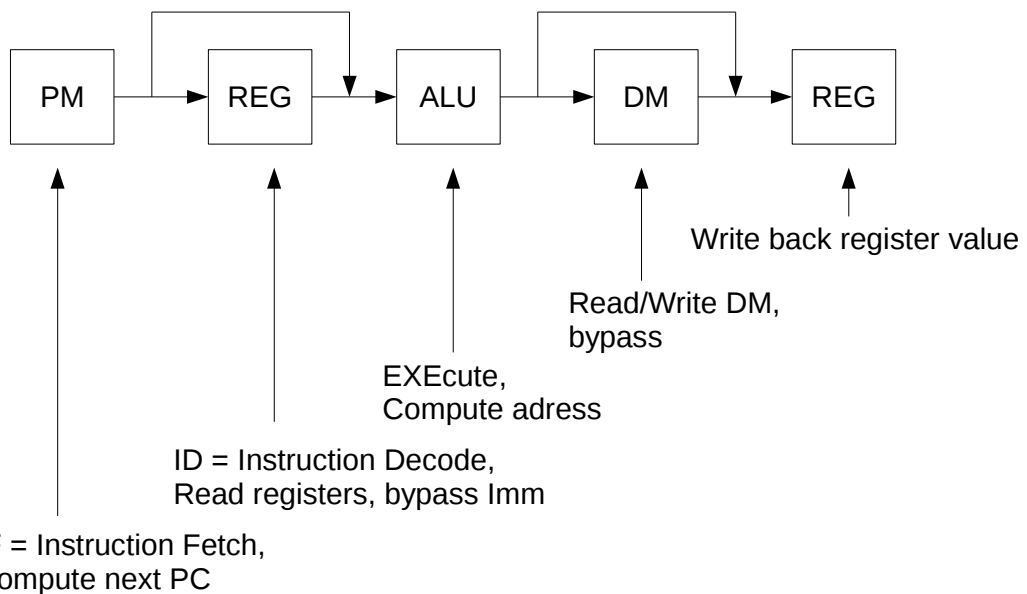 PM
REG
ALU
DM
REG
Write back register value
Read/Write DM,
bypass
EXEcute,
Compute adress
ID = Instruction Decode,
Read registers, bypass Imm
= Instruction Fetch,
next PC